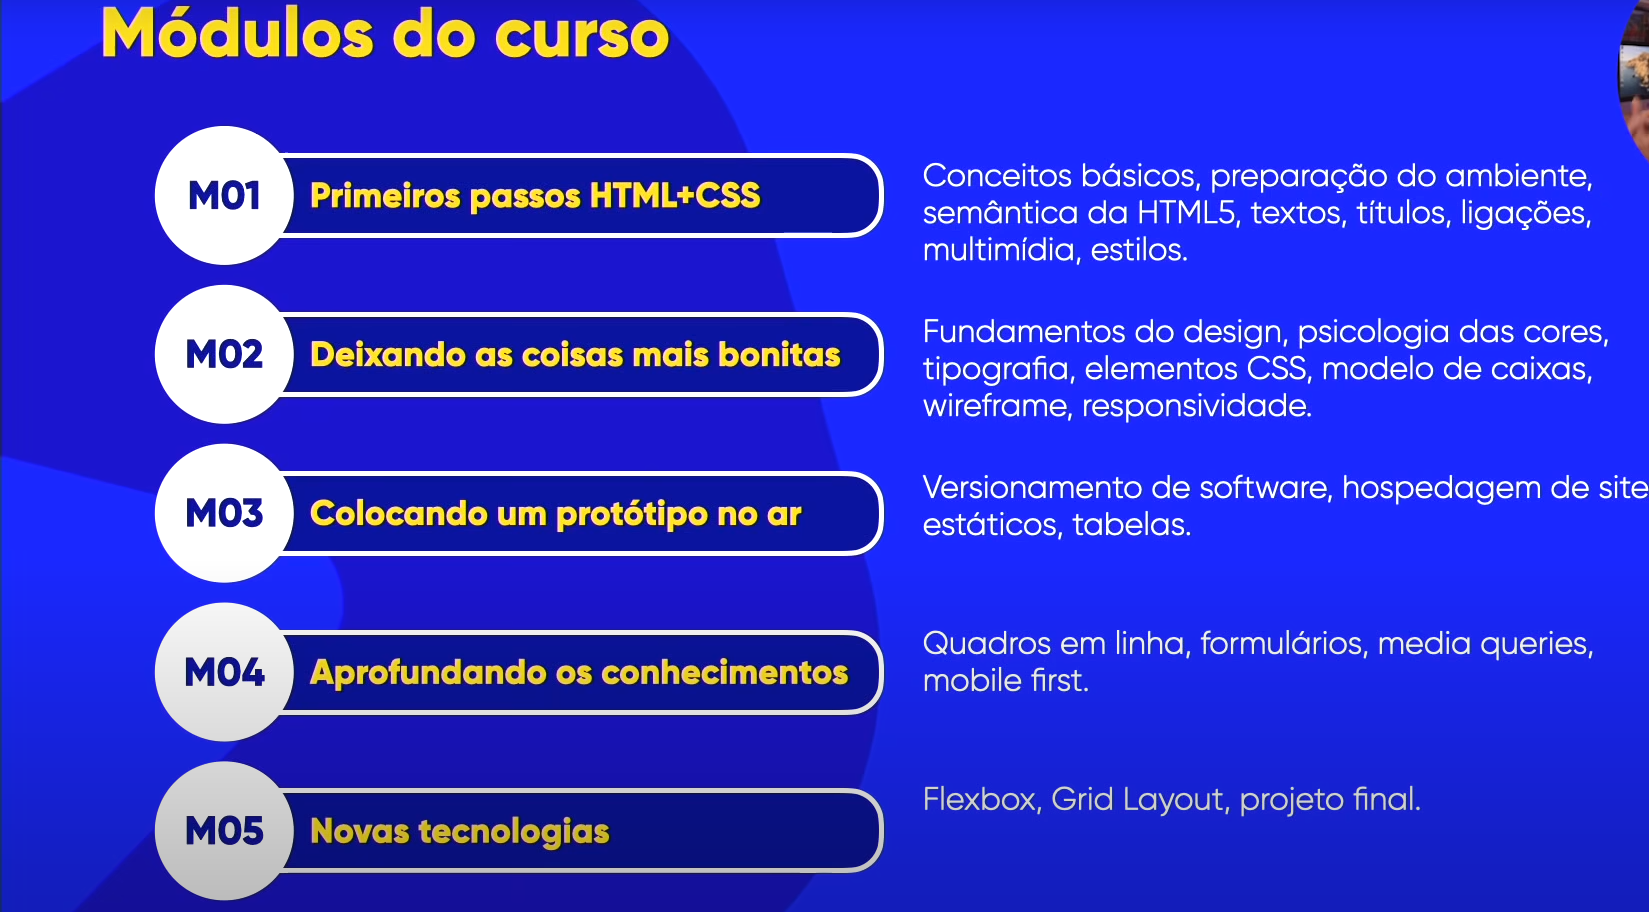 Módulos do curso
M01
Primeiros passos HTML+CSS
Conceitos básicos, preparação do ambiente,
semântica da HTML5, textos, títulos, ligações,
multimídia, estilos.
M02
Deixando as coisas mais bonitas
Fundamentos do design, psicologia das cores,
tipografia, elementos CSS, modelo de caixas,
wireframe, responsividade.
M03
Colocando um protótipo no ar
Versionamento de software, hospedagem de site
estáticos, tabelas.
M04
Aprofundando os conhecimentos
Quadros em linha, formulários, media queries,
mobile first.
M05
Novas tecnologias
Flexbox, Grid Layout, projeto final.